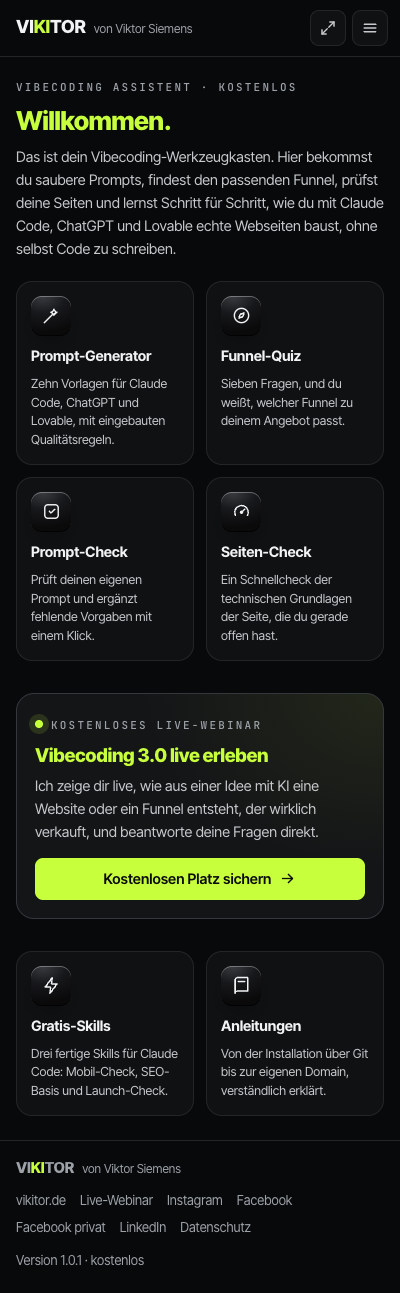 VIKITOR von Viktor Siemens
VIBECODING ASSISTENT · KOSTENLOS
Willkommen.
Das ist dein Vibecoding-Werkzeugkasten. Hier bekommst
du saubere Prompts, findest den passenden Funnel, prüfst
deine Seiten und lernst Schritt für Schritt, wie du mit Claude
Code, ChatGPT und Lovable echte Webseiten baust, ohne
selbst Code zu schreiben.
Prompt-Generator
Zehn Vorlagen für Claude
Code, ChatGPT und
Lovable, mit eingebauten
Qualitätsregeln.
Funnel-Quiz
Sieben Fragen, und du
weißt, welcher Funnel zu
deinem Angebot passt.
Prompt-Check
Prüft deinen eigenen
Prompt und ergänzt
fehlende Vorgaben mit
einem Klick.
Seiten-Check
Ein Schnellcheck der
technischen Grundlagen
der Seite, die du gerade
offen hast.
KOSTENLOSES LIVE-WEBINAR
Vibecoding 3.0 live erleben
Ich zeige dir live, wie aus einer Idee mit KI eine
Website oder ein Funnel entsteht, der wirklich
verkauft, und beantworte deine Fragen direkt.
Kostenlosen Platz sichern →
Gratis-Skills
Drei fertige Skills für Claude
Code: Mobil-Check, SEO-
Basis und Launch-Check.
Anleitungen
Von der Installation über Git
bis zur eigenen Domain,
verständlich erklärt.
VIKITOR von Viktor Siemens
vikitor.de Live-Webinar Instagram Facebook
Facebook privat LinkedIn Datenschutz
Version 1.0.1 · kostenlos